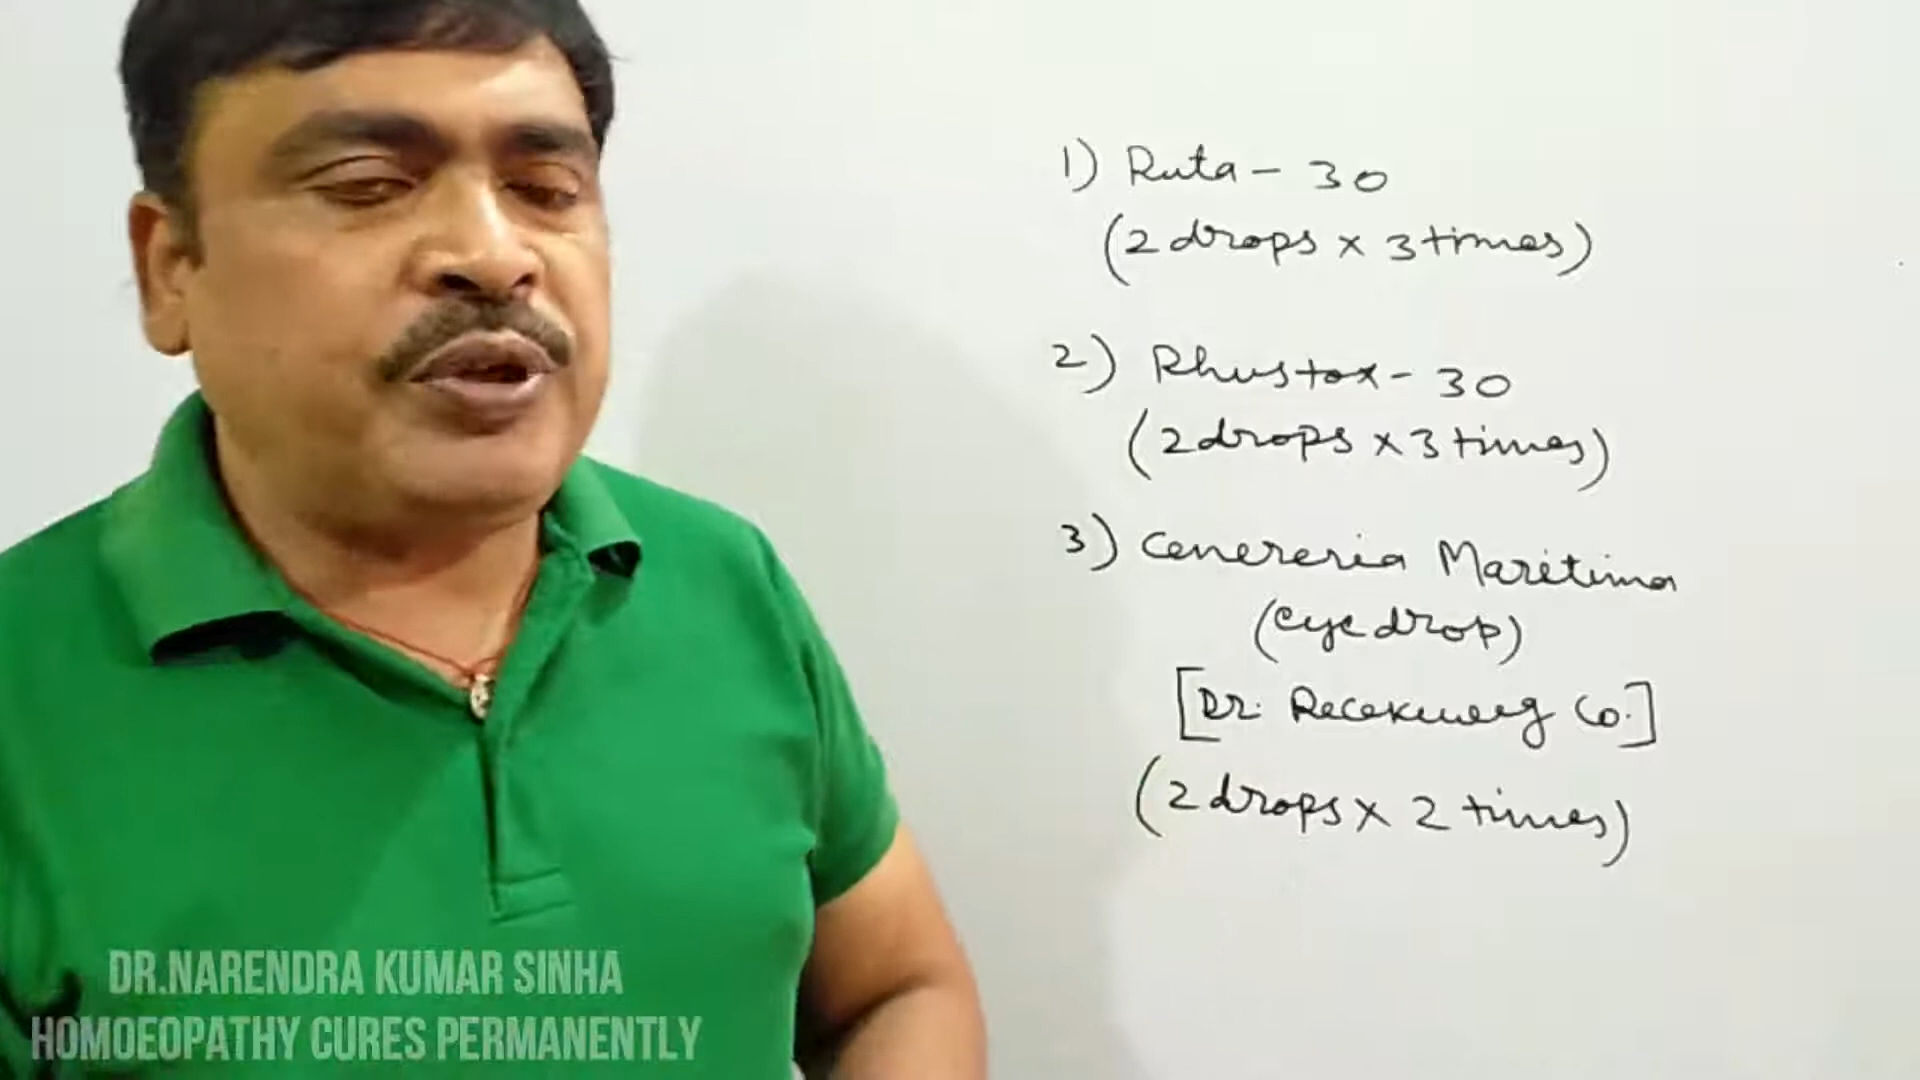 1) Ruta - 30
(2 drops x 3 times)
2) Rhustox - 30
(2 drops x 3 times)
3) Cenereria Maritima
(eye drop)
[Dr. Recekweg Co.]
(2 drops x 2 times)
DR.NARENDRA KUMAR SINHA
HOMOEOPATHY CURES PERMANENTLY